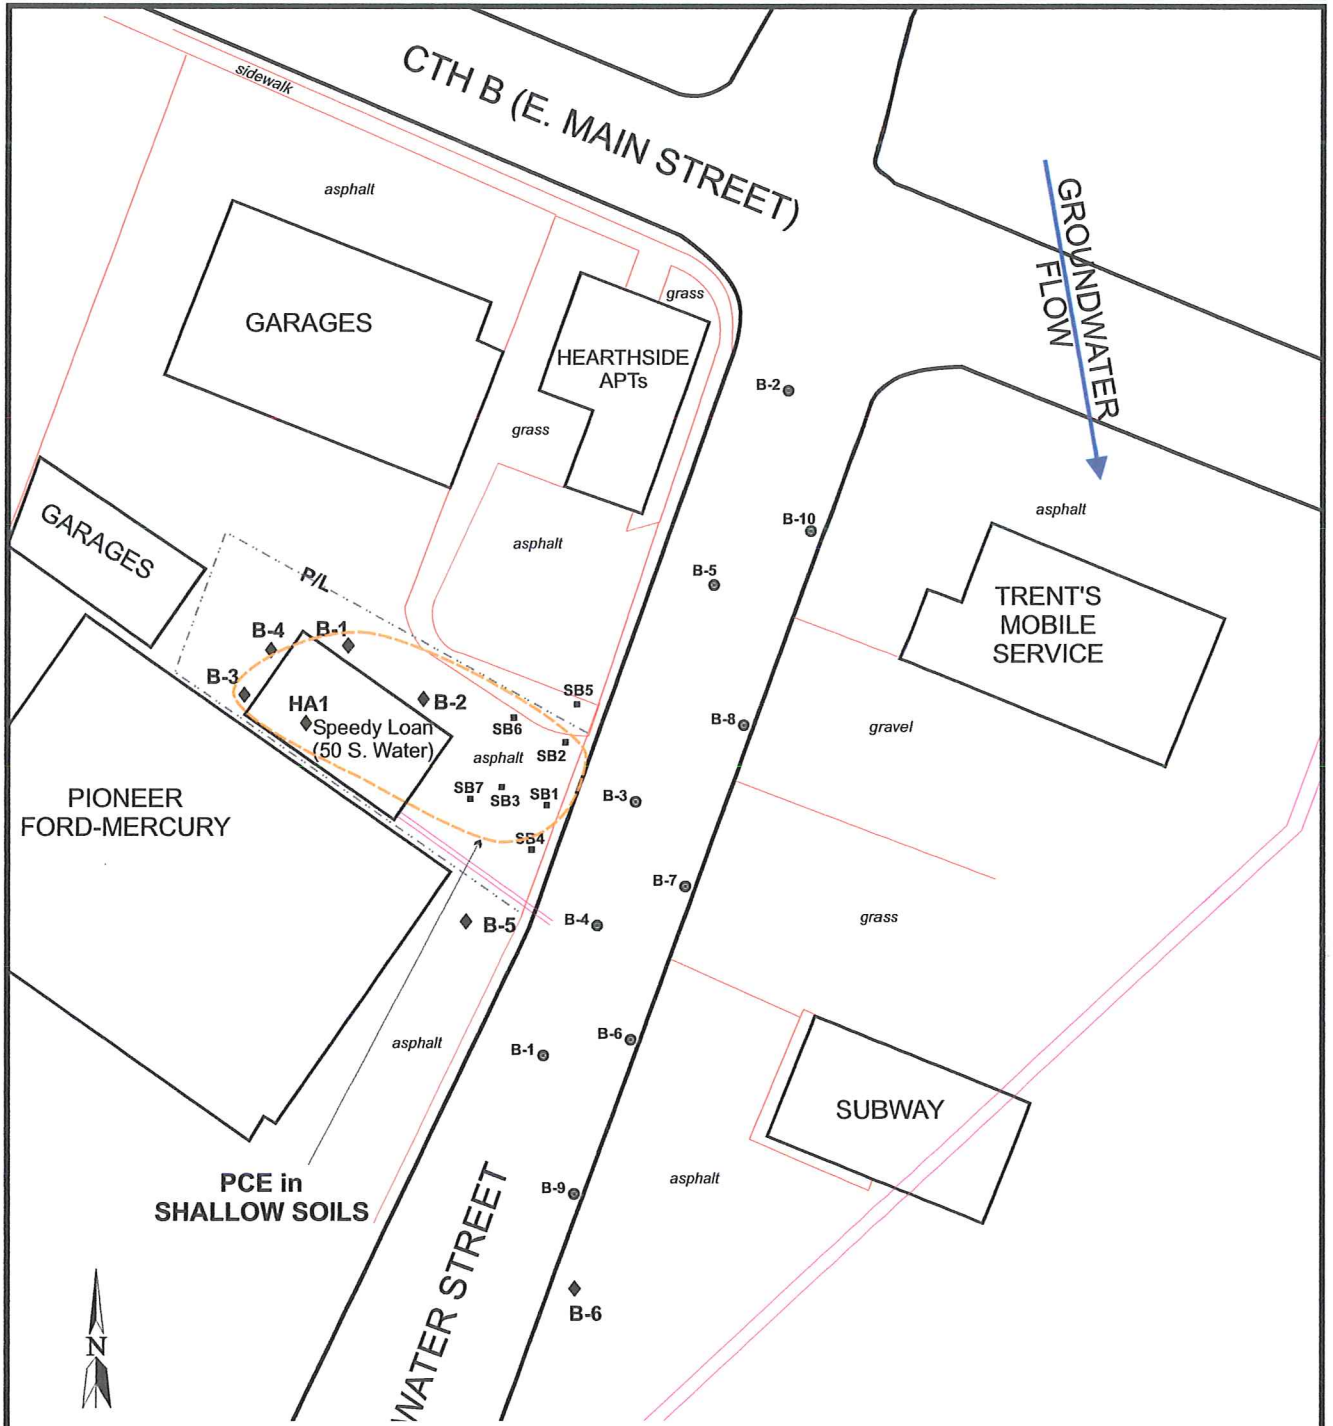 sidewalk
CTH B (E. MAIN STREET)
asphalt
GROUNDWATER
FLOW
GARAGES
grass
HEARTHSIDE
APTs
B-2
grass
GARAGES
asphalt
B-10
asphalt
B-5
P/L
TRENT'S
MOBILE
SERVICE
B-4
B-1
B-3
B-2
SB5
HA1
Speedy Loan
(50 S. Water)
SB6
B-8
gravel
SB2
asphalt
SB7
SB3
SB1
B-3
PIONEER
FORD-MERCURY
SB4
B-7
B-5
B-4
grass
asphalt
B-1
B-6
SUBWAY
PCE in
SHALLOW SOILS
asphalt
B-9
WATER STREET
B-6
N